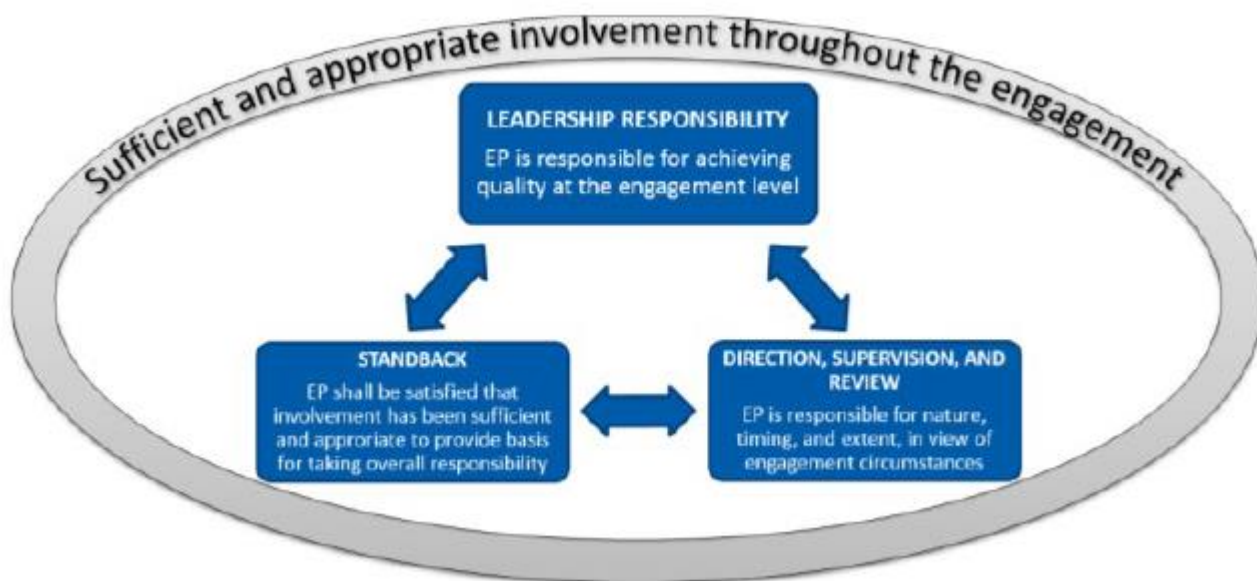 Sufficient and appropriate involvement throughout the engagement
LEADERSHIP RESPONSIBILITY
EP is responsible for achieving
quality at the engagement level
STANDBACK
EP shall be satisfied that
involvement has been sufficient
and approriate to provide basis
for taking overall responsibility
DIRECTION, SUPERVISION, AND
REVIEW
EP is responsible for nature,
timing, and extent, in view of
engagement circumstances